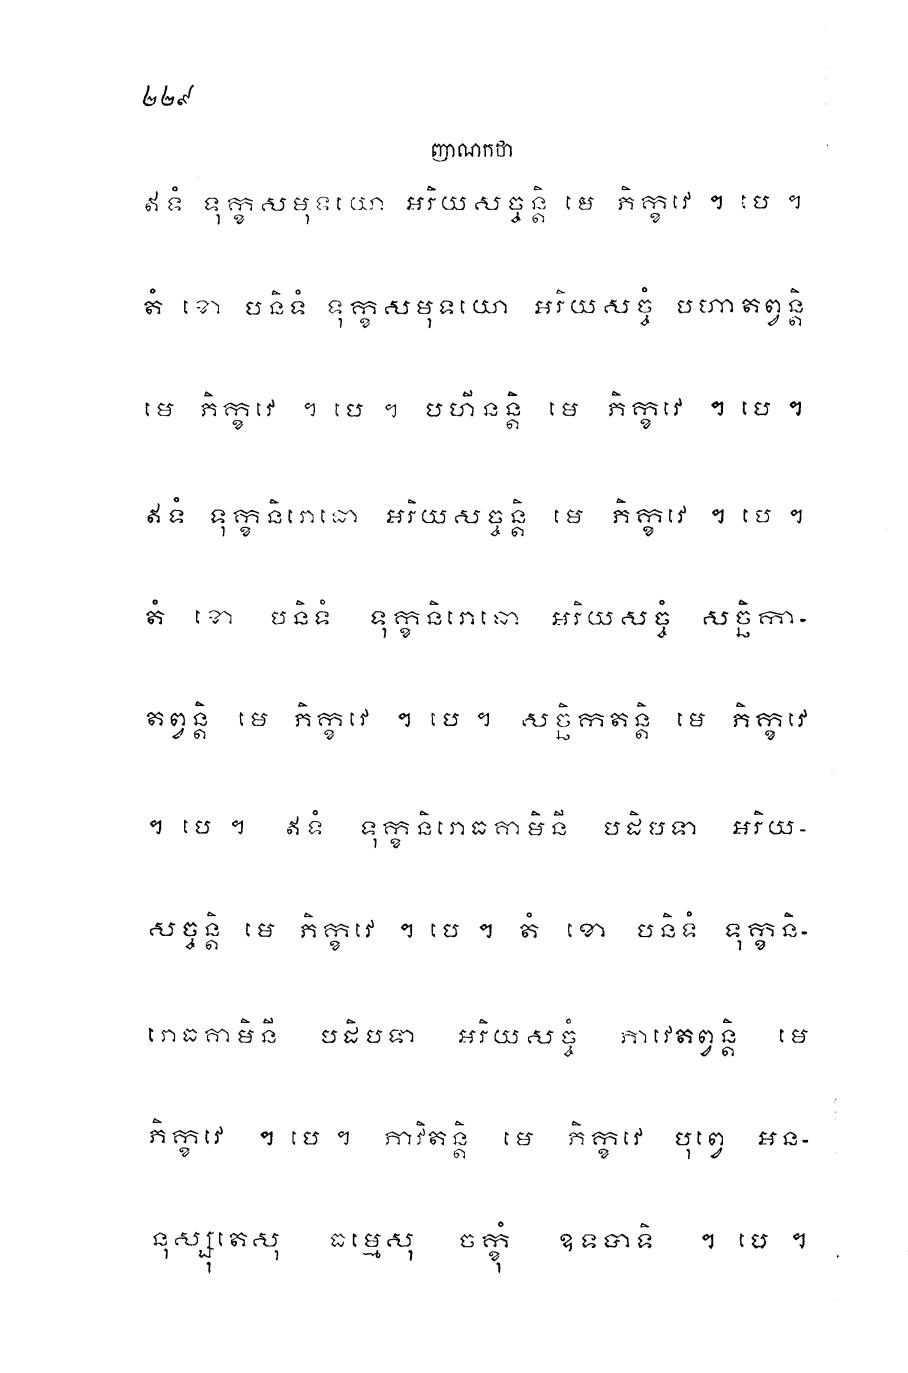 ២២៩
ញាណកថា
ឥទំ ទុក្ខសមុទយោ អរិយសច្ចន្តិ មេ ភិក្ខវេ ។ បេ ។
តំ ខោ បនិទំ ទុក្ខសមុទយោ អរិយសច្ចំ បហាតព្វន្តិ
មេ ភិក្ខវេ ។ បេ ។ បហីនន្តិ មេ ភិក្ខវេ ។ បេ ។
ឥទំ ទុក្ខនិរោធោ អរិយសច្ចន្តិ មេ ភិក្ខវេ ។ បេ ។
តំ ខោ បនិទំ ទុក្ខនិរោធោ អរិយសច្ចំ សច្ឆិកា-
តព្វន្តិ មេ ភិក្ខវេ ។ បេ ។ សច្ឆិកតន្តិ មេ ភិក្ខវេ
។ បេ ។ ឥទំ ទុក្ខនិរោធគាមិនី បដិបទា អរិយ-
សច្ចន្តិ មេ ភិក្ខវេ ។ បេ ។ តំ ខោ បនិទំ ទុក្ខនិ-
រោធគាមិនី បដិបទា អរិយសច្ចំ ភាវេតព្វន្តិ មេ
ភិក្ខវេ ។ បេ ។ ភាវិតន្តិ មេ ភិក្ខវេ បុព្វេ អន-
នុស្សុតេសុ ធម្មេសុ ចក្ខុំ ឧទបាទិ ។ បេ ។